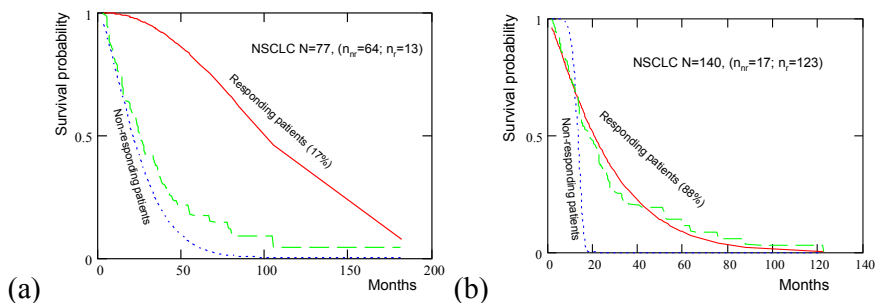 1
0.5
0
0
50
100
150
200
Survival probability
Months
NSCLC N=77, (nnr=64; nr=13)
Responding patients (17%)
Non-responding patients
(a)
1
0.5
0
0
20
40
60
80
100
120
140
Survival probability
Months
NSCLC N=140, (nnr=17; nr=123)
Responding patients (88%)
Non-responding patients
(b)